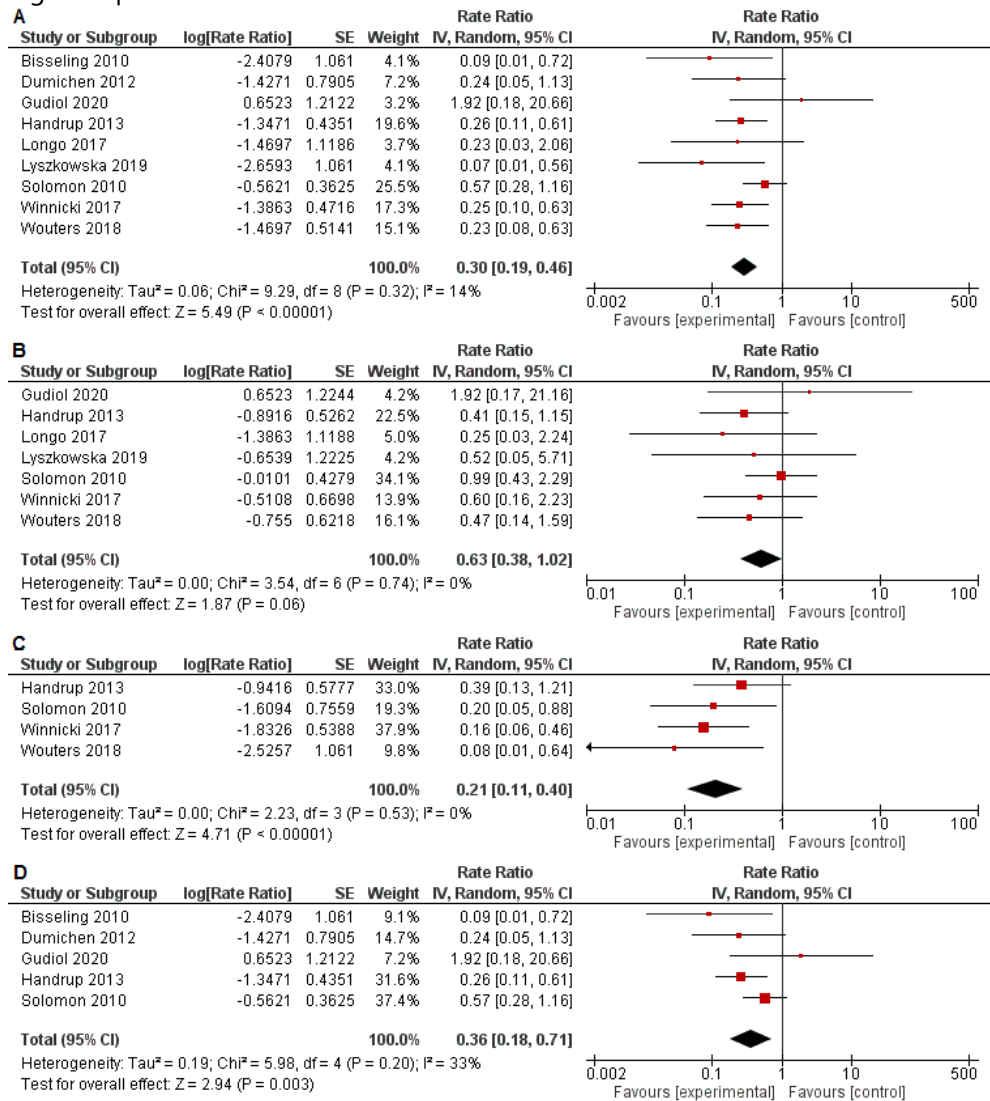 A Rate Ratio Rate Ratio
Study or Subgroup log[Rate Ratio] SE Weight IV, Random, 95% CI IV, Random, 95% CI
Bisseling 2010 -2.4079 1.061 4.1% 0.09 [0.01, 0.72]
Dumichen 2012 -1.4271 0.7905 7.2% 0.24 [0.05, 1.13]
Gudiol 2020 0.6523 1.2122 3.2% 1.92 [0.18, 20.66]
Handrup 2013 -1.3471 0.4351 19.6% 0.26 [0.11, 0.61]
Longo 2017 -1.4697 1.1186 3.7% 0.23 [0.03, 2.06]
Lyszkowska 2019 -2.6593 1.061 4.1% 0.07 [0.01, 0.56]
Solomon 2010 -0.5621 0.3625 25.5% 0.57 [0.28, 1.16]
Winnicki 2017 -1.3863 0.4716 17.3% 0.25 [0.10, 0.63]
Wouters 2018 -1.4697 0.5141 15.1% 0.23 [0.08, 0.63]
Total (95% CI) 100.0% 0.30 [0.19, 0.46]
Heterogeneity: Tau² = 0.06; Chi² = 9.29, df = 8 (P = 0.32); I² = 14%
Test for overall effect: Z = 5.49 (P < 0.00001)
0.002 0.1 1 10 500
Favours [experimental] Favours [control]
B Rate Ratio Rate Ratio
Study or Subgroup log[Rate Ratio] SE Weight IV, Random, 95% CI IV, Random, 95% CI
Gudiol 2020 0.6523 1.2244 4.2% 1.92 [0.17, 21.16]
Handrup 2013 -0.8916 0.5262 22.5% 0.41 [0.15, 1.15]
Longo 2017 -1.3863 1.1188 5.0% 0.25 [0.03, 2.24]
Lyszkowska 2019 -0.6539 1.2225 4.2% 0.52 [0.05, 5.71]
Solomon 2010 -0.0101 0.4279 34.1% 0.99 [0.43, 2.29]
Winnicki 2017 -0.5108 0.6698 13.9% 0.60 [0.16, 2.23]
Wouters 2018 -0.755 0.6218 16.1% 0.47 [0.14, 1.59]
Total (95% CI) 100.0% 0.63 [0.38, 1.02]
Heterogeneity: Tau² = 0.00; Chi² = 3.54, df = 6 (P = 0.74); I² = 0%
Test for overall effect: Z = 1.87 (P = 0.06)
0.01 0.1 1 10 100
Favours [experimental] Favours [control]
C Rate Ratio Rate Ratio
Study or Subgroup log[Rate Ratio] SE Weight IV, Random, 95% CI IV, Random, 95% CI
Handrup 2013 -0.9416 0.5777 33.0% 0.39 [0.13, 1.21]
Solomon 2010 -1.6094 0.7559 19.3% 0.20 [0.05, 0.88]
Winnicki 2017 -1.8326 0.5388 37.9% 0.16 [0.06, 0.46]
Wouters 2018 -2.5257 1.061 9.8% 0.08 [0.01, 0.64]
Total (95% CI) 100.0% 0.21 [0.11, 0.40]
Heterogeneity: Tau² = 0.00; Chi² = 2.23, df = 3 (P = 0.53); I² = 0%
Test for overall effect: Z = 4.71 (P < 0.00001)
0.01 0.1 1 10 100
Favours [experimental] Favours [control]
D Rate Ratio Rate Ratio
Study or Subgroup log[Rate Ratio] SE Weight IV, Random, 95% CI IV, Random, 95% CI
Bisseling 2010 -2.4079 1.061 9.1% 0.09 [0.01, 0.72]
Dumichen 2012 -1.4271 0.7905 14.7% 0.24 [0.05, 1.13]
Gudiol 2020 0.6523 1.2122 7.2% 1.92 [0.18, 20.66]
Handrup 2013 -1.3471 0.4351 31.6% 0.26 [0.11, 0.61]
Solomon 2010 -0.5621 0.3625 37.4% 0.57 [0.28, 1.16]
Total (95% CI) 100.0% 0.36 [0.18, 0.71]
Heterogeneity: Tau² = 0.19; Chi² = 5.98, df = 4 (P = 0.20); I² = 33%
Test for overall effect: Z = 2.94 (P = 0.003)
0.002 0.1 1 10 500
Favours [experimental] Favours [control]